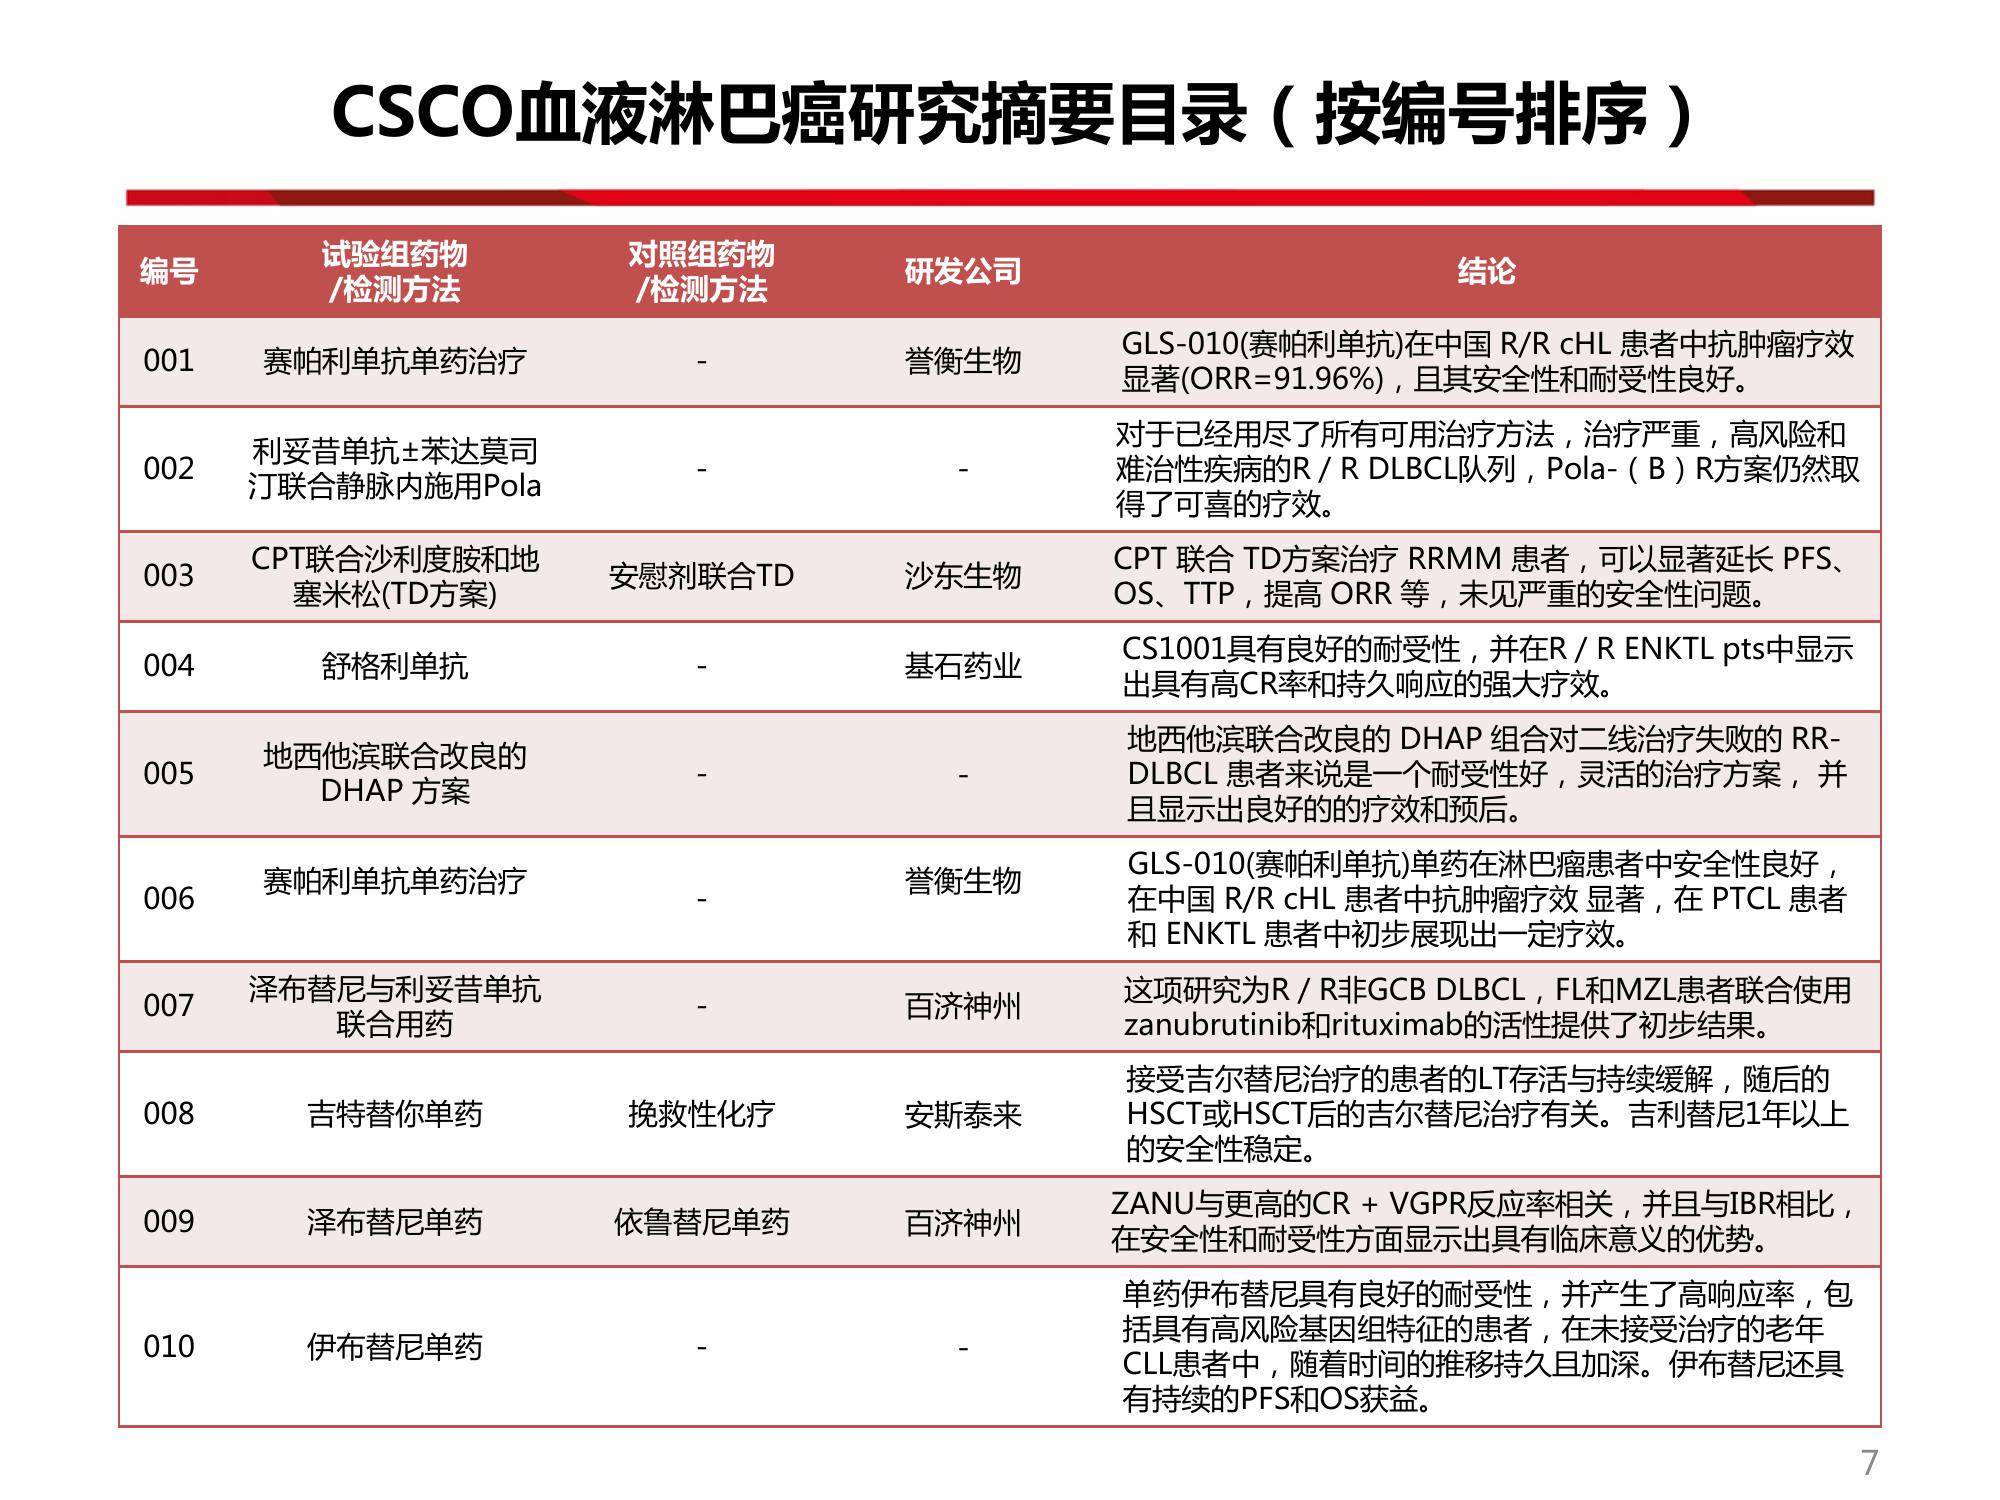 CSCO血液淋巴癌研究摘要目录（按编号排序）
编号
试验组药物
/检测方法
对照组药物
/检测方法
研发公司
结论
001
赛帕利单抗单药治疗
-
誉衡生物
GLS-010(赛帕利单抗)在中国 R/R cHL 患者中抗肿瘤疗效
显著(ORR=91.96%)，且其安全性和耐受性良好。
002
利妥昔单抗±苯达莫司
汀联合静脉内施用Pola
-
-
对于已经用尽了所有可用治疗方法，治疗严重，高风险和
难治性疾病的R / R DLBCL队列，Pola-（B）R方案仍然取
得了可喜的疗效。
003
CPT联合沙利度胺和地
塞米松(TD方案)
安慰剂联合TD
沙东生物
CPT 联合 TD方案治疗 RRMM 患者，可以显著延长 PFS、
OS、TTP，提高 ORR 等，未见严重的安全性问题。
004
舒格利单抗
-
基石药业
CS1001具有良好的耐受性，并在R / R ENKTL pts中显示
出具有高CR率和持久响应的强大疗效。
005
地西他滨联合改良的
DHAP 方案
-
-
地西他滨联合改良的 DHAP 组合对二线治疗失败的 RR-
DLBCL 患者来说是一个耐受性好，灵活的治疗方案， 并
且显示出良好的的疗效和预后。
006
赛帕利单抗单药治疗
-
誉衡生物
GLS-010(赛帕利单抗)单药在淋巴瘤患者中安全性良好，
在中国 R/R cHL 患者中抗肿瘤疗效 显著，在 PTCL 患者
和 ENKTL 患者中初步展现出一定疗效。
007
泽布替尼与利妥昔单抗
联合用药
-
百济神州
这项研究为R / R非GCB DLBCL，FL和MZL患者联合使用
zanubrutinib和rituximab的活性提供了初步结果。
008
吉特替你单药
挽救性化疗
安斯泰来
接受吉尔替尼治疗的患者的LT存活与持续缓解，随后的
HSCT或HSCT后的吉尔替尼治疗有关。吉利替尼1年以上
的安全性稳定。
009
泽布替尼单药
依鲁替尼单药
百济神州
ZANU与更高的CR + VGPR反应率相关，并且与IBR相比，
在安全性和耐受性方面显示出具有临床意义的优势。
010
伊布替尼单药
-
-
单药伊布替尼具有良好的耐受性，并产生了高响应率，包
括具有高风险基因组特征的患者，在未接受治疗的老年
CLL患者中，随着时间的推移持久且加深。伊布替尼还具
有持续的PFS和OS获益。
7